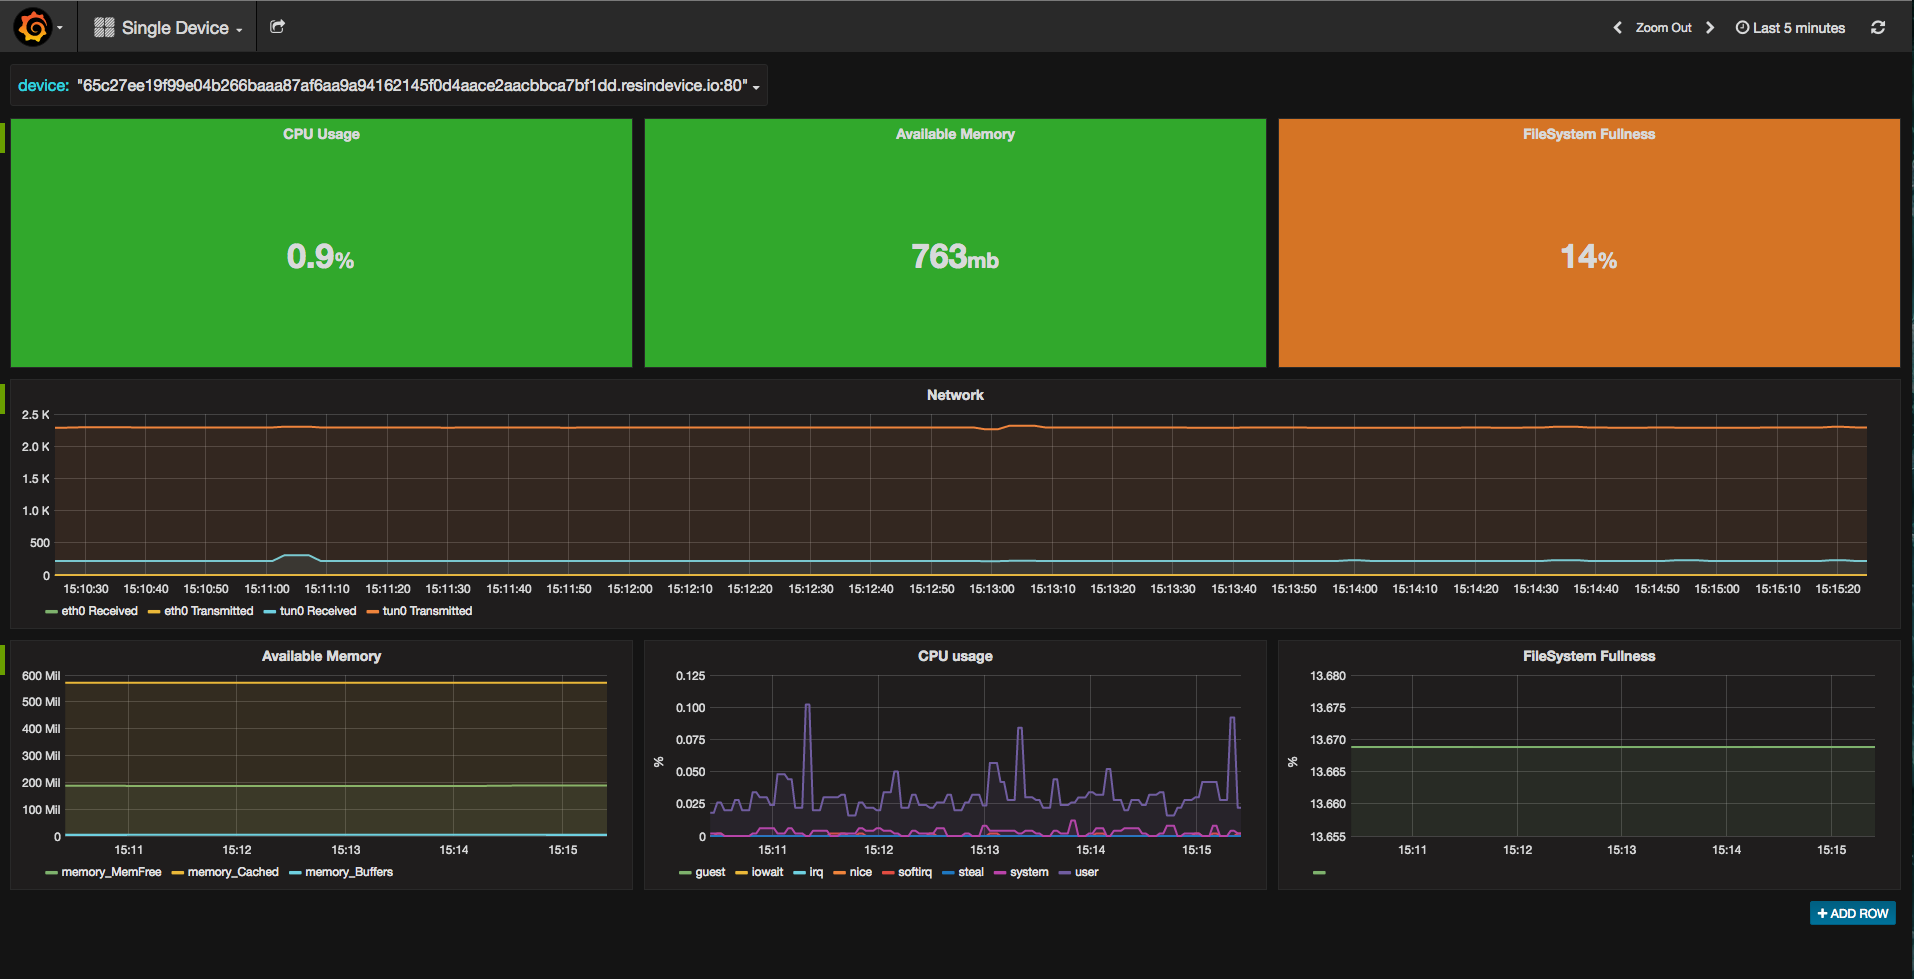 Single Device
Zoom Out Last 5 minutes
device: "65c27ee19f99e04b266baaa87af6aa9a94162145f0d4aace2aacbbca7bf1dd.resindevice.io:80"
CPU Usage
0.9%
Available Memory
763mb
FileSystem Fullness
14%
Network
2.5 K
2.0 K
1.5 K
1.0 K
500
0
15:10:30 15:10:40 15:10:50 15:11:00 15:11:10 15:11:20 15:11:30 15:11:40 15:11:50 15:12:00 15:12:10 15:12:20 15:12:30 15:12:40 15:12:50 15:13:00 15:13:10 15:13:20 15:13:30 15:13:40 15:13:50 15:14:00 15:14:10 15:14:20 15:14:30 15:14:40 15:14:50 15:15:00 15:15:10 15:15:20
eth0 Received eth0 Transmitted tun0 Received tun0 Transmitted
Available Memory
600 Mil
500 Mil
400 Mil
300 Mil
200 Mil
100 Mil
0
15:11 15:12 15:13 15:14 15:15
memory_MemFree memory_Cached memory_Buffers
CPU usage
%
0.125
0.100
0.075
0.050
0.025
0
15:11 15:12 15:13 15:14 15:15
guest iowait irq nice softirq steal system user
FileSystem Fullness
%
13.680
13.675
13.670
13.665
13.660
13.655
15:11 15:12 15:13 15:14 15:15
+ ADD ROW